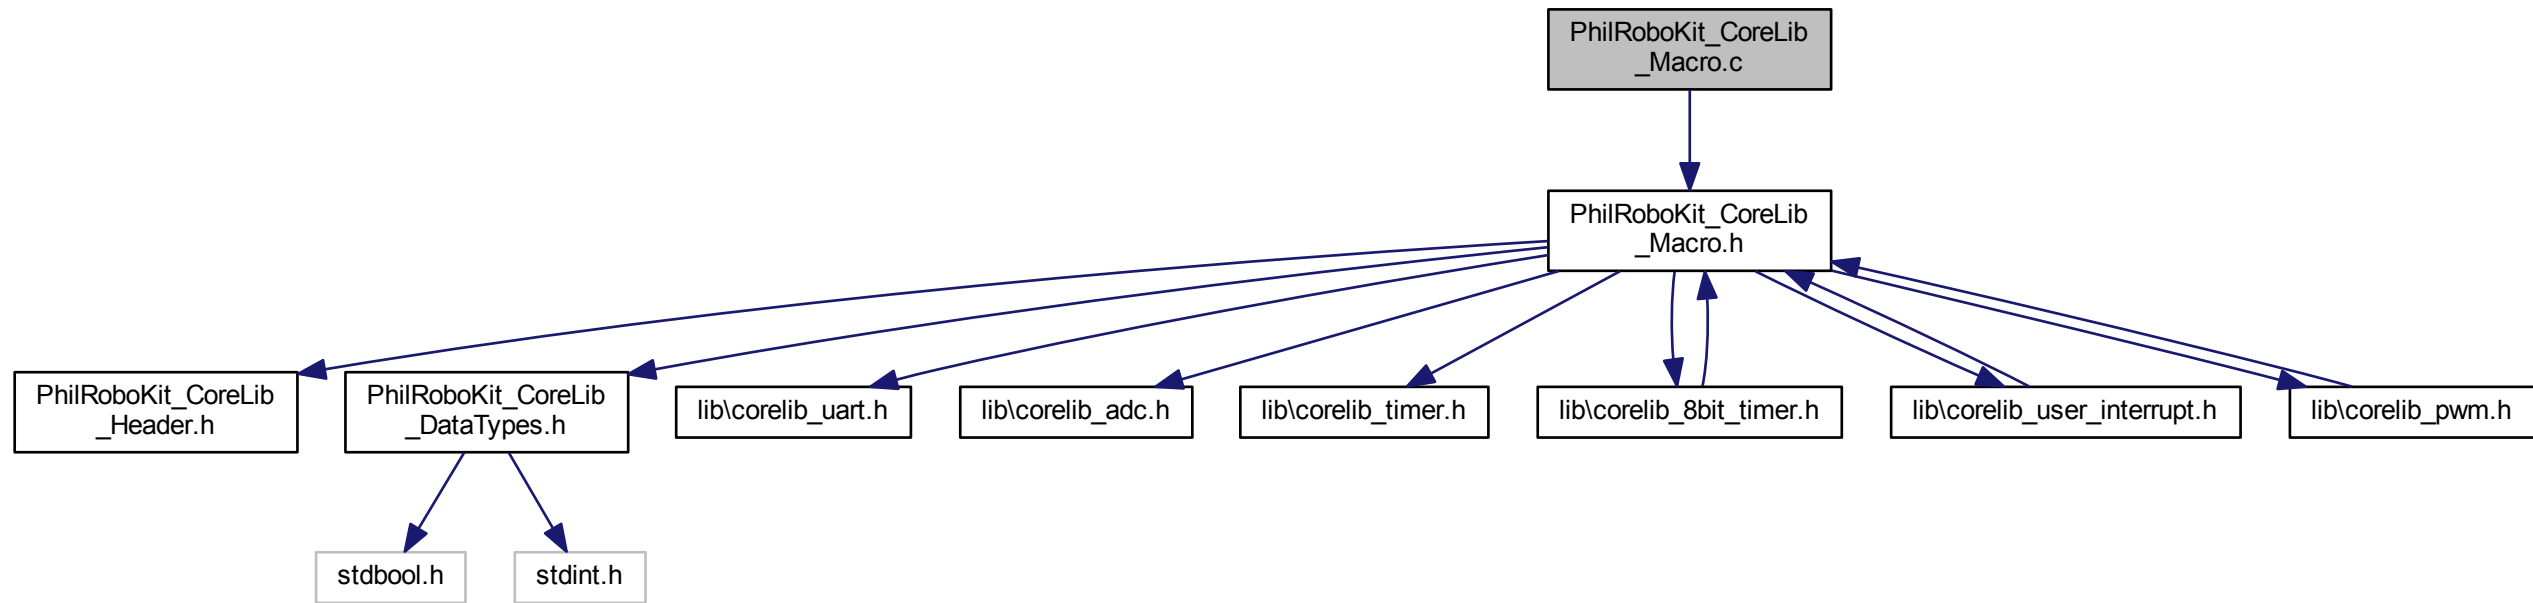 PhilRoboKit_CoreLib
_Macro.c
PhilRoboKit_CoreLib
_Macro.h
PhilRoboKit_CoreLib
_Header.h
PhilRoboKit_CoreLib
_DataTypes.h
lib\corelib_uart.h
lib\corelib_adc.h
lib\corelib_timer.h
lib\corelib_8bit_timer.h
lib\corelib_user_interrupt.h
lib\corelib_pwm.h
stdbool.h
stdint.h